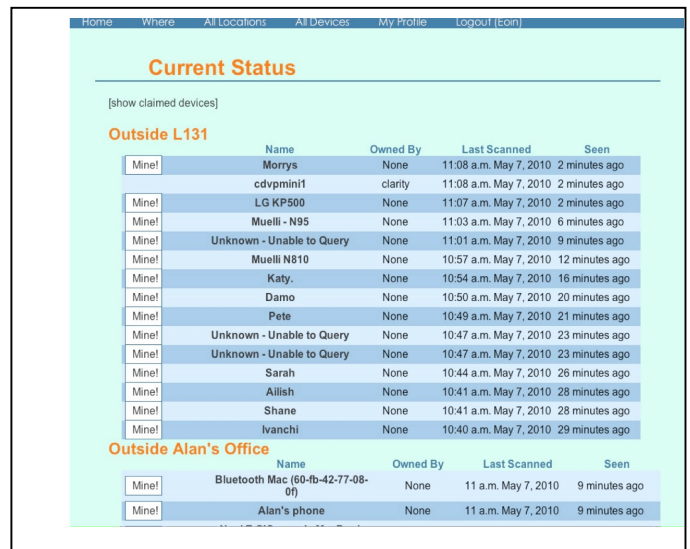 Home Where All Locations All Devices My Profile Logout (Eoin)
Current Status
[show claimed devices]
Outside L131
Name Owned By Last Scanned Seen
Mine! Morrys None 11:08 a.m. May 7, 2010 2 minutes ago
cdvpmini1 clarity 11:08 a.m. May 7, 2010 2 minutes ago
Mine! LG KP500 None 11:07 a.m. May 7, 2010 2 minutes ago
Mine! Muelli - N95 None 11:03 a.m. May 7, 2010 6 minutes ago
Mine! Unknown - Unable to Query None 11:01 a.m. May 7, 2010 9 minutes ago
Mine! Muelli N810 None 10:57 a.m. May 7, 2010 12 minutes ago
Mine! Katy. None 10:54 a.m. May 7, 2010 16 minutes ago
Mine! Damo None 10:50 a.m. May 7, 2010 20 minutes ago
Mine! Pete None 10:49 a.m. May 7, 2010 21 minutes ago
Mine! Unknown - Unable to Query None 10:47 a.m. May 7, 2010 23 minutes ago
Mine! Unknown - Unable to Query None 10:47 a.m. May 7, 2010 23 minutes ago
Mine! Sarah None 10:44 a.m. May 7, 2010 26 minutes ago
Mine! Ailish None 10:41 a.m. May 7, 2010 28 minutes ago
Mine! Shane None 10:41 a.m. May 7, 2010 28 minutes ago
Mine! Ivanchi None 10:40 a.m. May 7, 2010 29 minutes ago
Outside Alan's Office
Name Owned By Last Scanned Seen
Mine! Bluetooth Mac (60-fb-42-77-08-
0f) None 11 a.m. May 7, 2010 9 minutes ago
Mine! Alan's phone None 11 a.m. May 7, 2010 9 minutes ago